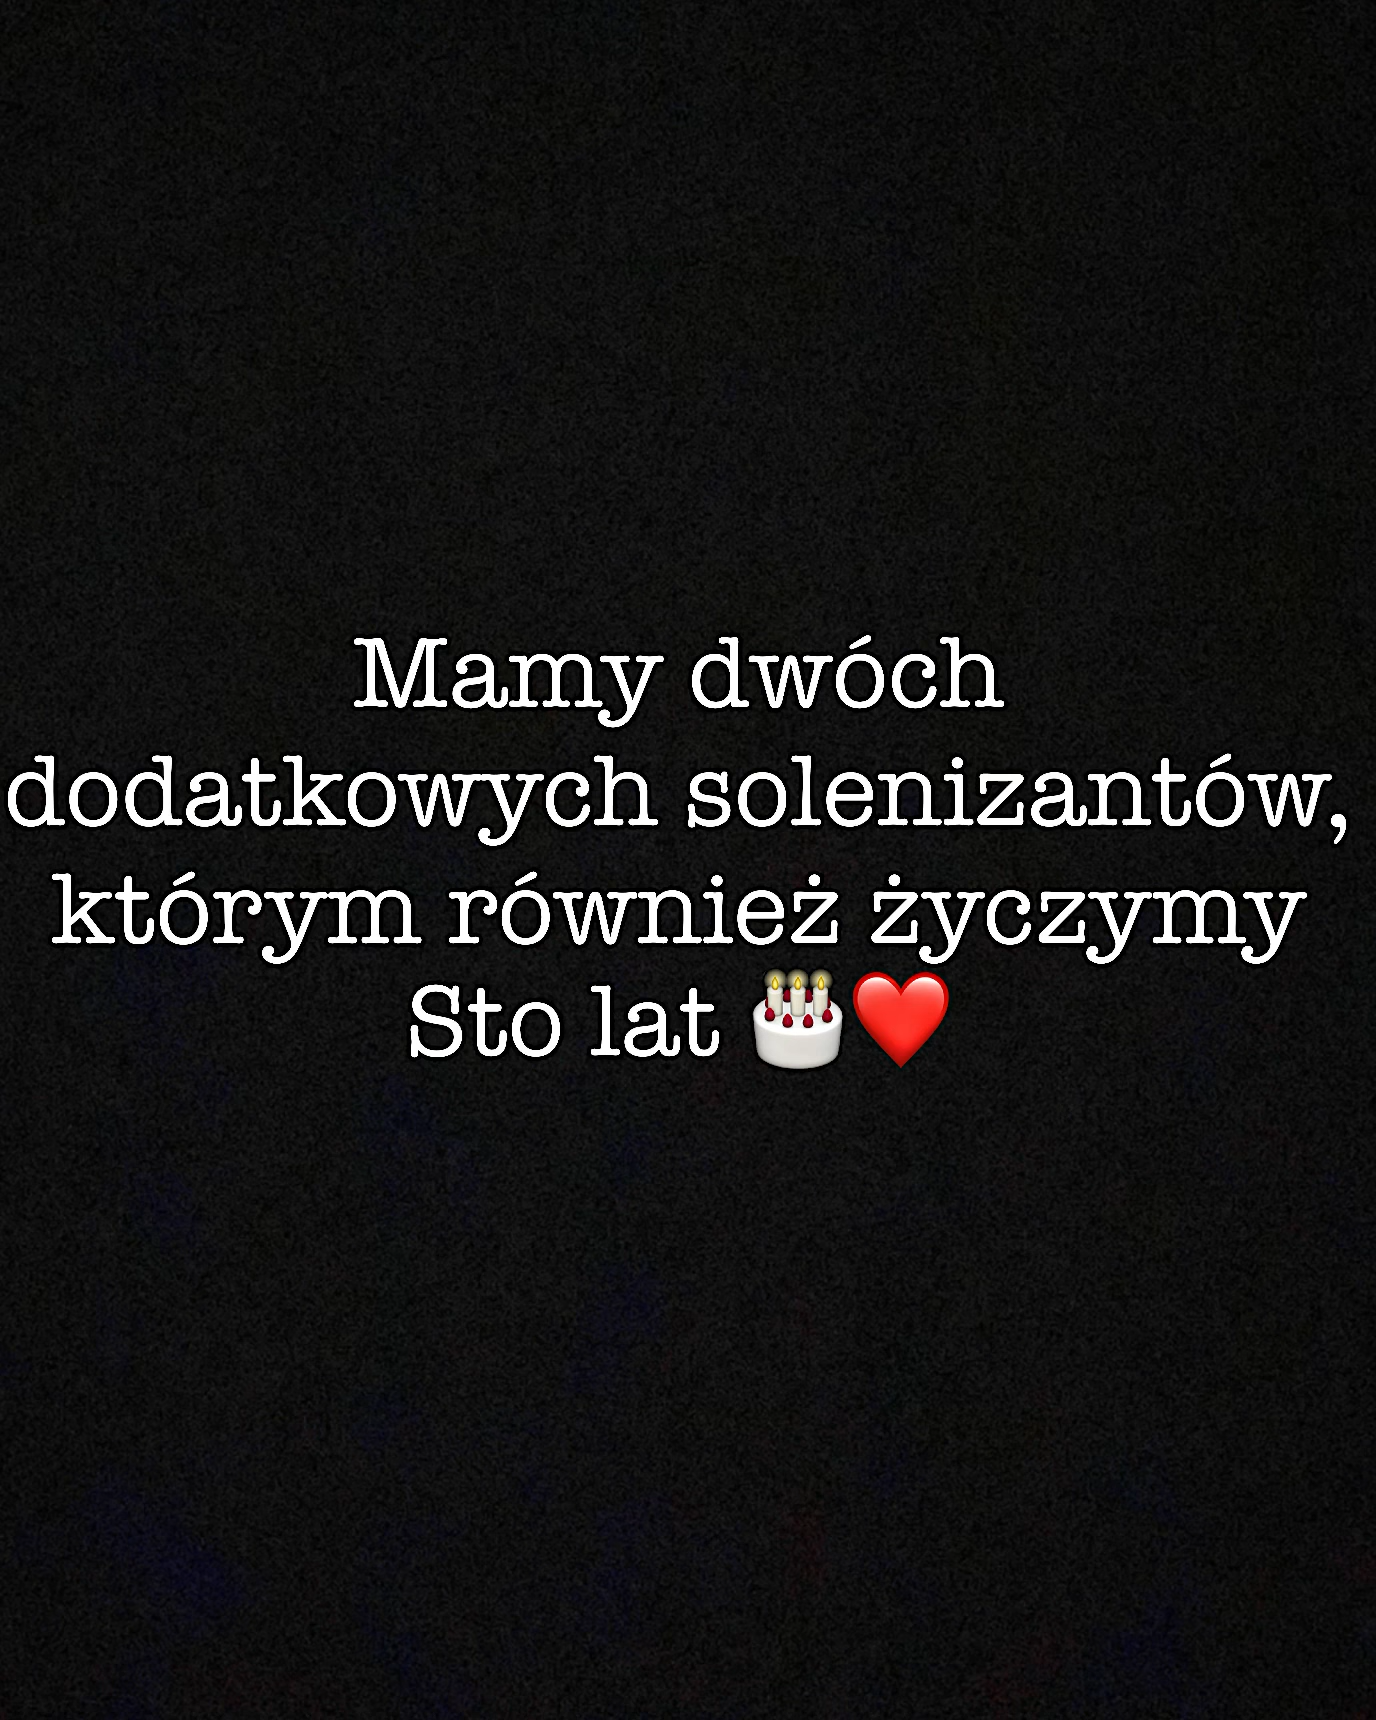 Mamy dwóch
dodatkowych solenizantów,
którym również życzymy
Sto lat 🎂❤️